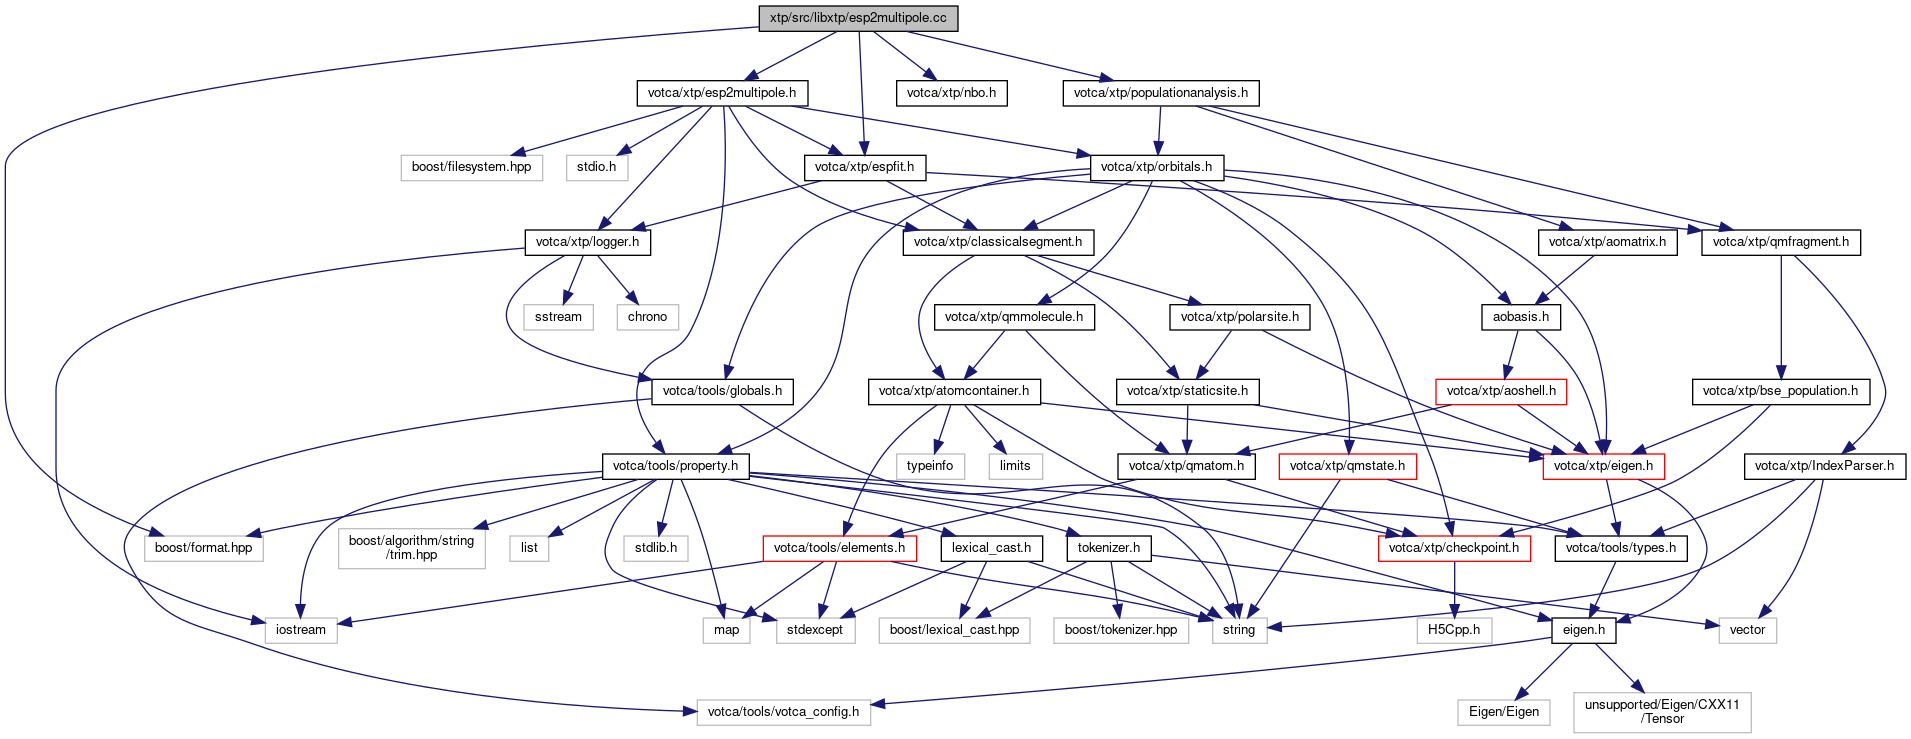 xtp/src/libxtp/esp2multipole.cc
votca/xtp/esp2multipole.h
votca/xtp/nbo.h
votca/xtp/populationanalysis.h
boost/filesystem.hpp
stdio.h
votca/xtp/espfit.h
votca/xtp/orbitals.h
votca/xtp/logger.h
votca/xtp/classicalsegment.h
votca/xtp/aomatrix.h
votca/xtp/qmfragment.h
sstream
chrono
votca/xtp/qmmolecule.h
votca/xtp/polarsite.h
aobasis.h
votca/tools/globals.h
votca/xtp/atomcontainer.h
votca/xtp/staticsite.h
votca/xtp/aoshell.h
votca/xtp/bse_population.h
votca/tools/property.h
typeinfo
limits
votca/xtp/qmatom.h
votca/xtp/qmstate.h
votca/xtp/eigen.h
votca/xtp/IndexParser.h
boost/format.hpp
boost/algorithm/string
/trim.hpp
list
stdlib.h
votca/tools/elements.h
lexical_cast.h
tokenizer.h
votca/xtp/checkpoint.h
votca/tools/types.h
iostream
map
stdexcept
boost/lexical_cast.hpp
boost/tokenizer.hpp
string
H5Cpp.h
eigen.h
vector
votca/tools/votca_config.h
Eigen/Eigen
unsupported/Eigen/CXX11
/Tensor